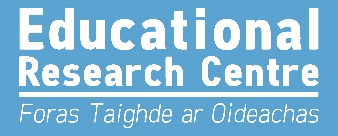 Educational
Research Centre
Foras Taighde ar Oideachas